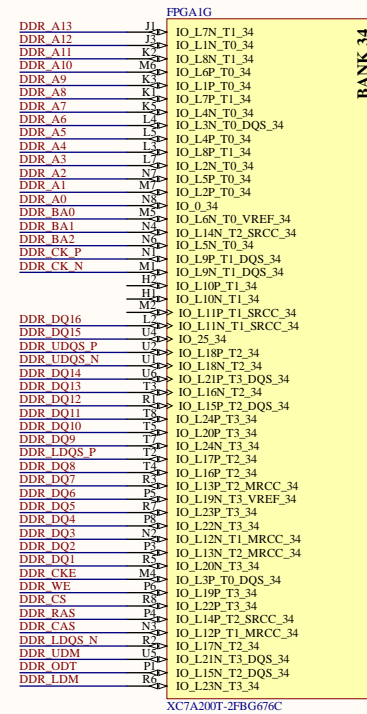 FPGA1G
DDR_A13 J1 IO_L7N_T1_34
DDR_A12 J3 IO_L1N_T0_34
DDR_A11 K2 IO_L8N_T1_34
DDR_A10 M6 IO_L6P_T0_34
DDR_A9 K3 IO_L1P_T0_34
DDR_A8 K1 IO_L7P_T1_34
DDR_A7 K5 IO_L4N_T0_34
DDR_A6 L4 IO_L3N_T0_DQS_34
DDR_A5 L5 IO_L4P_T0_34
DDR_A4 L3 IO_L8P_T1_34
DDR_A3 L7 IO_L2N_T0_34
DDR_A2 N7 IO_L5P_T0_34
DDR_A1 M7 IO_L2P_T0_34
DDR_A0 N8 IO_0_34
DDR_BA0 M5 IO_L6N_T0_VREF_34
DDR_BA1 N4 IO_L14N_T2_SRCC_34
DDR_BA2 N6 IO_L5N_T0_34
DDR_CK_P N1 IO_L9P_T1_DQS_34
DDR_CK_N M1 IO_L9N_T1_DQS_34
H2 IO_L10P_T1_34
H1 IO_L10N_T1_34
M2 IO_L11P_T1_SRCC_34
DDR_DQ16 L2 IO_L11N_T1_SRCC_34
DDR_DQ15 U4 IO_25_34
DDR_UDQS_P U2 IO_L18P_T2_34
DDR_UDQS_N U1 IO_L18N_T2_34
DDR_DQ14 U6 IO_L21P_T3_DQS_34
DDR_DQ13 T3 IO_L16N_T2_34
DDR_DQ12 R1 IO_L15P_T2_DQS_34
DDR_DQ11 T8 IO_L24P_T3_34
DDR_DQ10 T5 IO_L20P_T3_34
DDR_DQ9 T7 IO_L24N_T3_34
DDR_LDQS_P T2 IO_L17P_T2_34
DDR_DQ8 T4 IO_L16P_T2_34
DDR_DQ7 R3 IO_L13P_T2_MRCC_34
DDR_DQ6 P5 IO_L19N_T3_VREF_34
DDR_DQ5 R7 IO_L23P_T3_34
DDR_DQ4 P8 IO_L22N_T3_34
DDR_DQ3 N2 IO_L12N_T1_MRCC_34
DDR_DQ2 P3 IO_L13N_T2_MRCC_34
DDR_DQ1 R5 IO_L20N_T3_34
DDR_CKE M4 IO_L3P_T0_DQS_34
DDR_WE P6 IO_L19P_T3_34
DDR_CS R8 IO_L22P_T3_34
DDR_RAS P4 IO_L14P_T2_SRCC_34
DDR_CAS N3 IO_L12P_T1_MRCC_34
DDR_LDQS_N R2 IO_L17N_T2_34
DDR_UDM U5 IO_L21N_T3_DQS_34
DDR_ODT P1 IO_L15N_T2_DQS_34
DDR_LDM R6 IO_L23N_T3_34
BANK 34
XC7A200T-2FBG676C